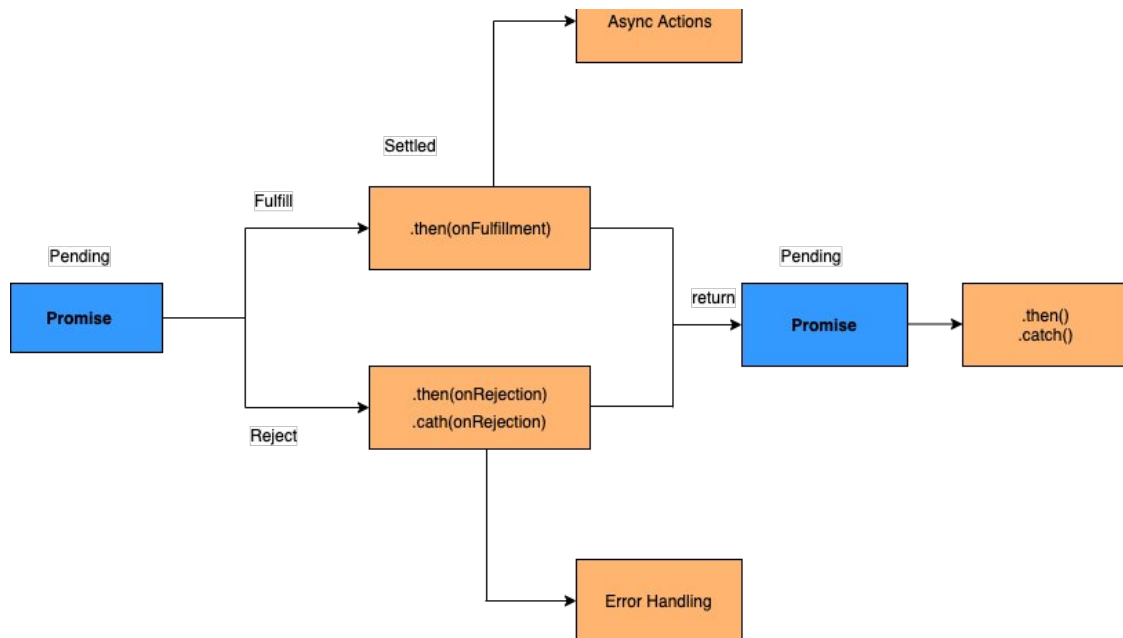 Async Actions
Settled
Fulfill
.then(onFulfillment)
Pending
Promise
Pending
return
Promise
.then()
.catch()
.then(onRejection)
.cath(onRejection)
Reject
Error Handling